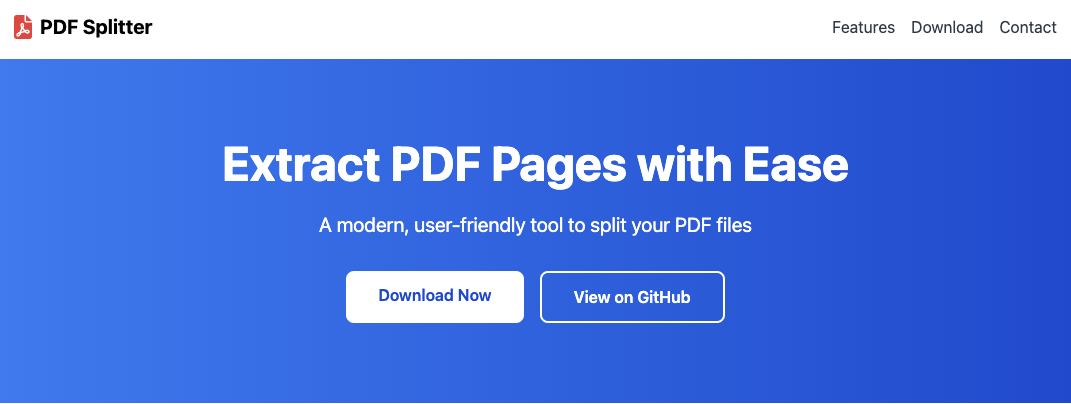 PDF Splitter
Features Download Contact
Extract PDF Pages with Ease
A modern, user-friendly tool to split your PDF files
Download Now View on GitHub